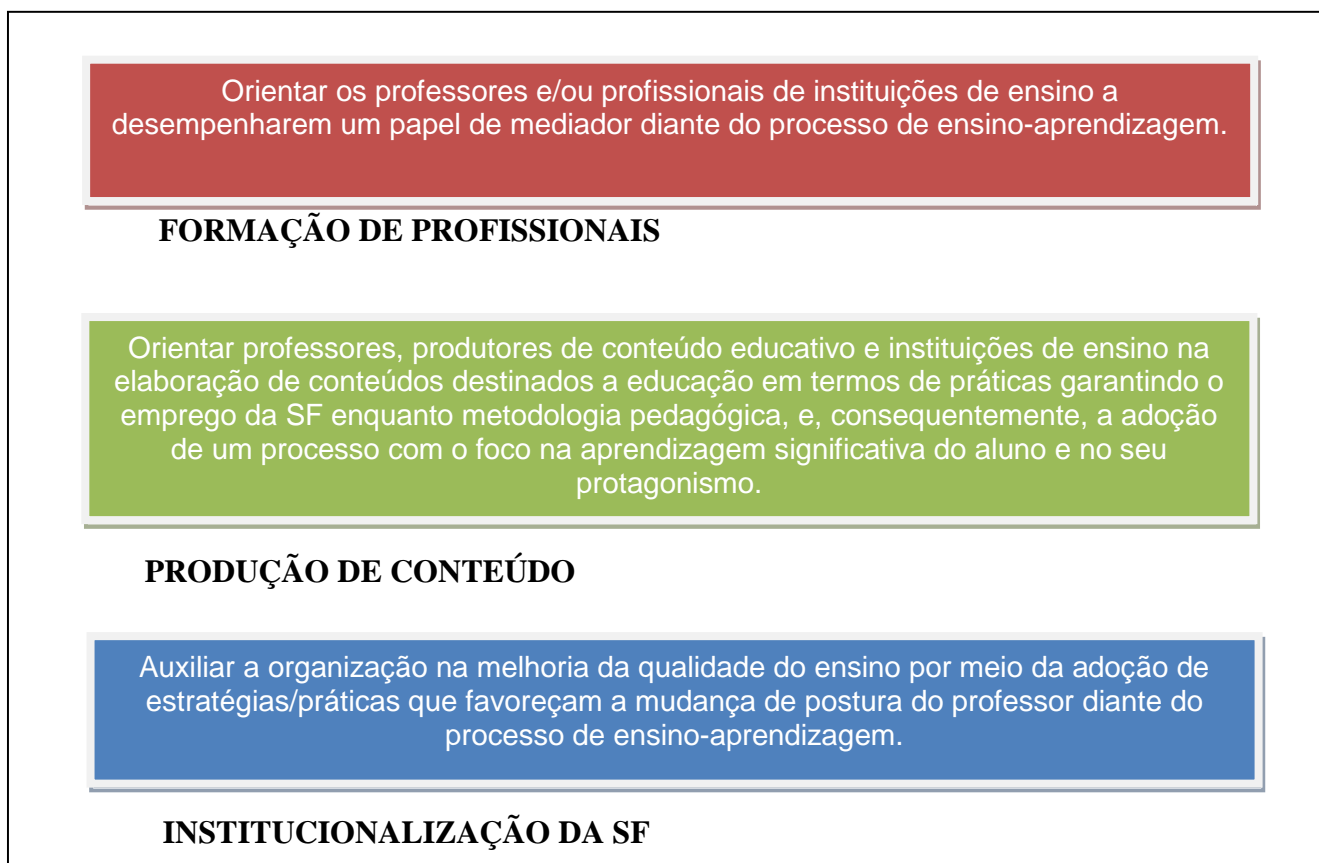 Orientar os professores e/ou profissionais de instituições de ensino a
desempenharem um papel de mediador diante do processo de ensino-aprendizagem.
FORMAÇÃO DE PROFISSIONAIS
Orientar professores, produtores de conteúdo educativo e instituições de ensino na
elaboração de conteúdos destinados a educação em termos de práticas garantindo o
emprego da SF enquanto metodologia pedagógica, e, consequentemente, a adoção
de um processo com o foco na aprendizagem significativa do aluno e no seu
protagonismo.
PRODUÇÃO DE CONTEÚDO
Auxiliar a organização na melhoria da qualidade do ensino por meio da adoção de
estratégias/práticas que favoreçam a mudança de postura do professor diante do
processo de ensino-aprendizagem.
INSTITUCIONALIZAÇÃO DA SF